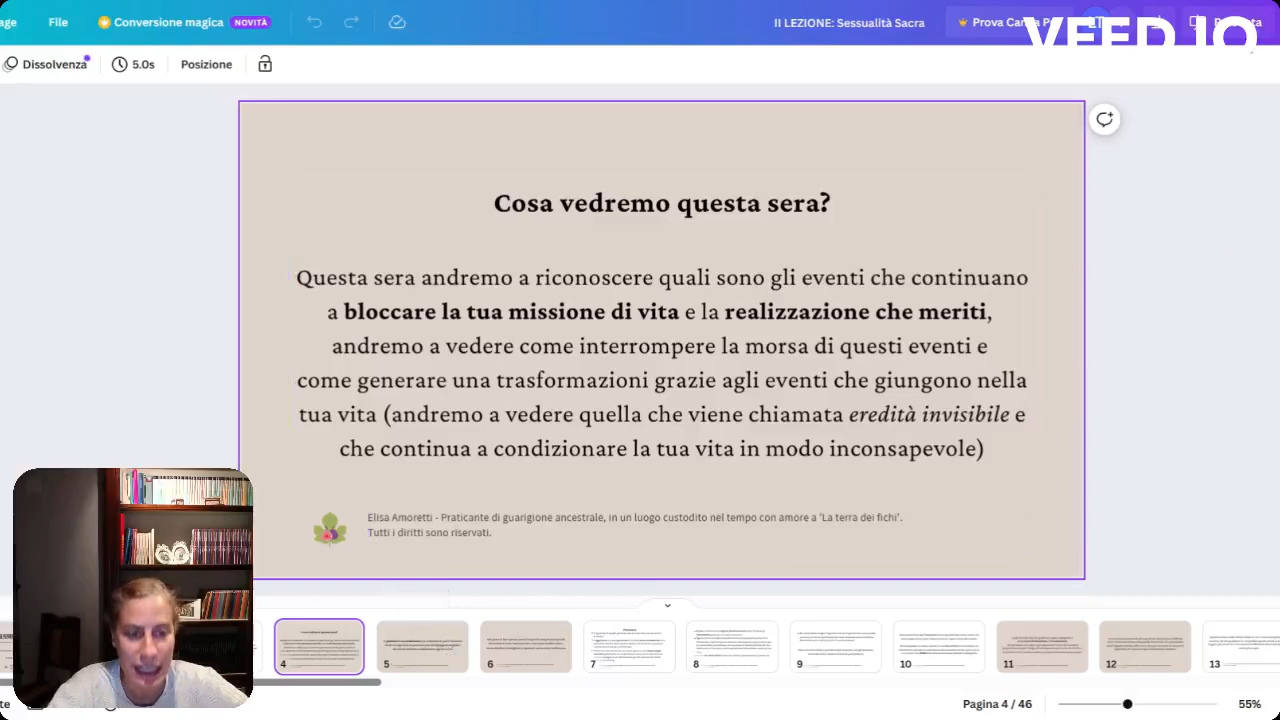 age File Conversione magica NOVITÀ II LEZIONE: Sessualità Sacra Prova Can
VEED.IO
Dissolvenza 5.0s Posizione
Cosa vedremo questa sera?
Questa sera andremo a riconoscere quali sono gli eventi che continuano
a bloccare la tua missione di vita e la realizzazione che meriti,
andremo a vedere come interrompere la morsa di questi eventi e
come generare una trasformazioni grazie agli eventi che giungono nella
tua vita (andremo a vedere quella che viene chiamata eredità invisibile e
che continua a condizionare la tua vita in modo inconsapevole)
Elisa Amoretti - Praticante di guarigione ancestrale, in un luogo custodito nel tempo con amore a 'La terra dei fichi'.
Tutti i diritti sono riservati.
4 5 6 7 8 9 10 11 12 13
te Pagina 4 / 46 55%